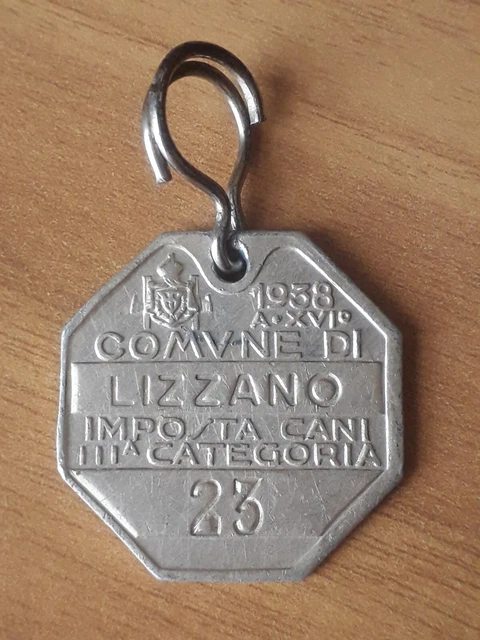 1938
A·XVIº
COMVNE DI
LIZZANO
IMPOSTA CANI
IIIᴬ CATEGORIA
23